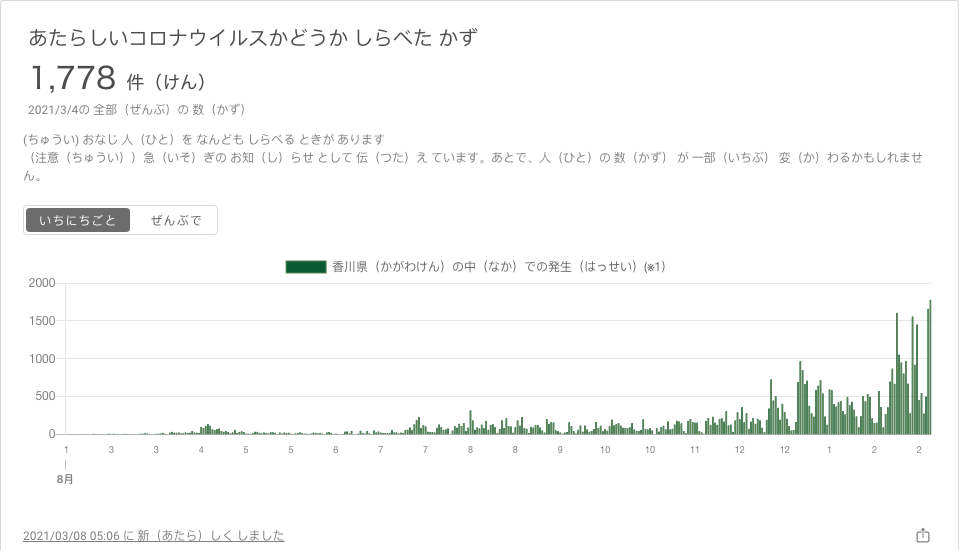 あたらしいコロナウイルスかどうか しらべた かず
1,778 件（けん）
2021/3/4の 全部（ぜんぶ）の 数（かず）
(ちゅうい) おなじ 人（ひと）を なんども しらべる ときが あります
（注意（ちゅうい））急（いそ）ぎの お知（し）らせ として 伝（つた）え ています。あとで、人（ひと）の 数（かず） が 一部（いちぶ） 変（か）わるかもしれませ
ん。
いちにちごと ぜんぶで
香川県（かがわけん）の中（なか）での発生（はっせい）(※1)
2000
1500
1000
500
0
1 3 3 4 5 5 6 7 7 8 8 9 10 10 11 12 12 1 2 2
8月
2021/03/08 05:06 に 新（あたら）しく しました